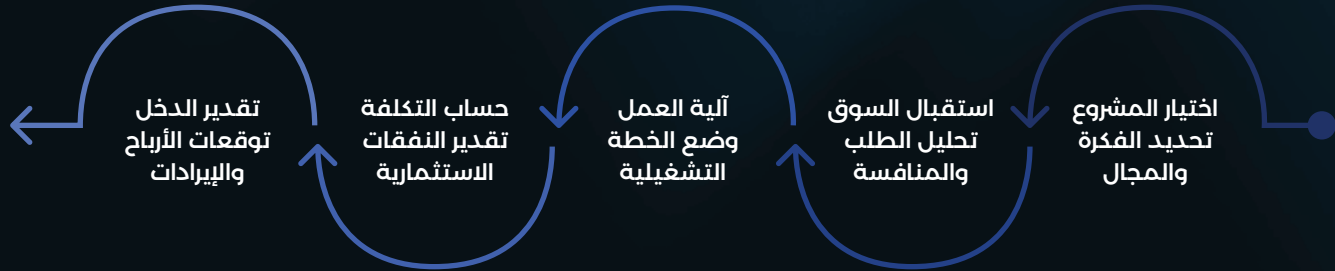 اختيار المشروع
تحديد الفكرة
والمجال
استقبال السوق
تحليل الطلب
والمنافسة
آلية العمل
وضع الخطة
التشغيلية
حساب التكلفة
تقدير النفقات
الاستثمارية
تقدير الدخل
توقعات الأرباح
والإيرادات